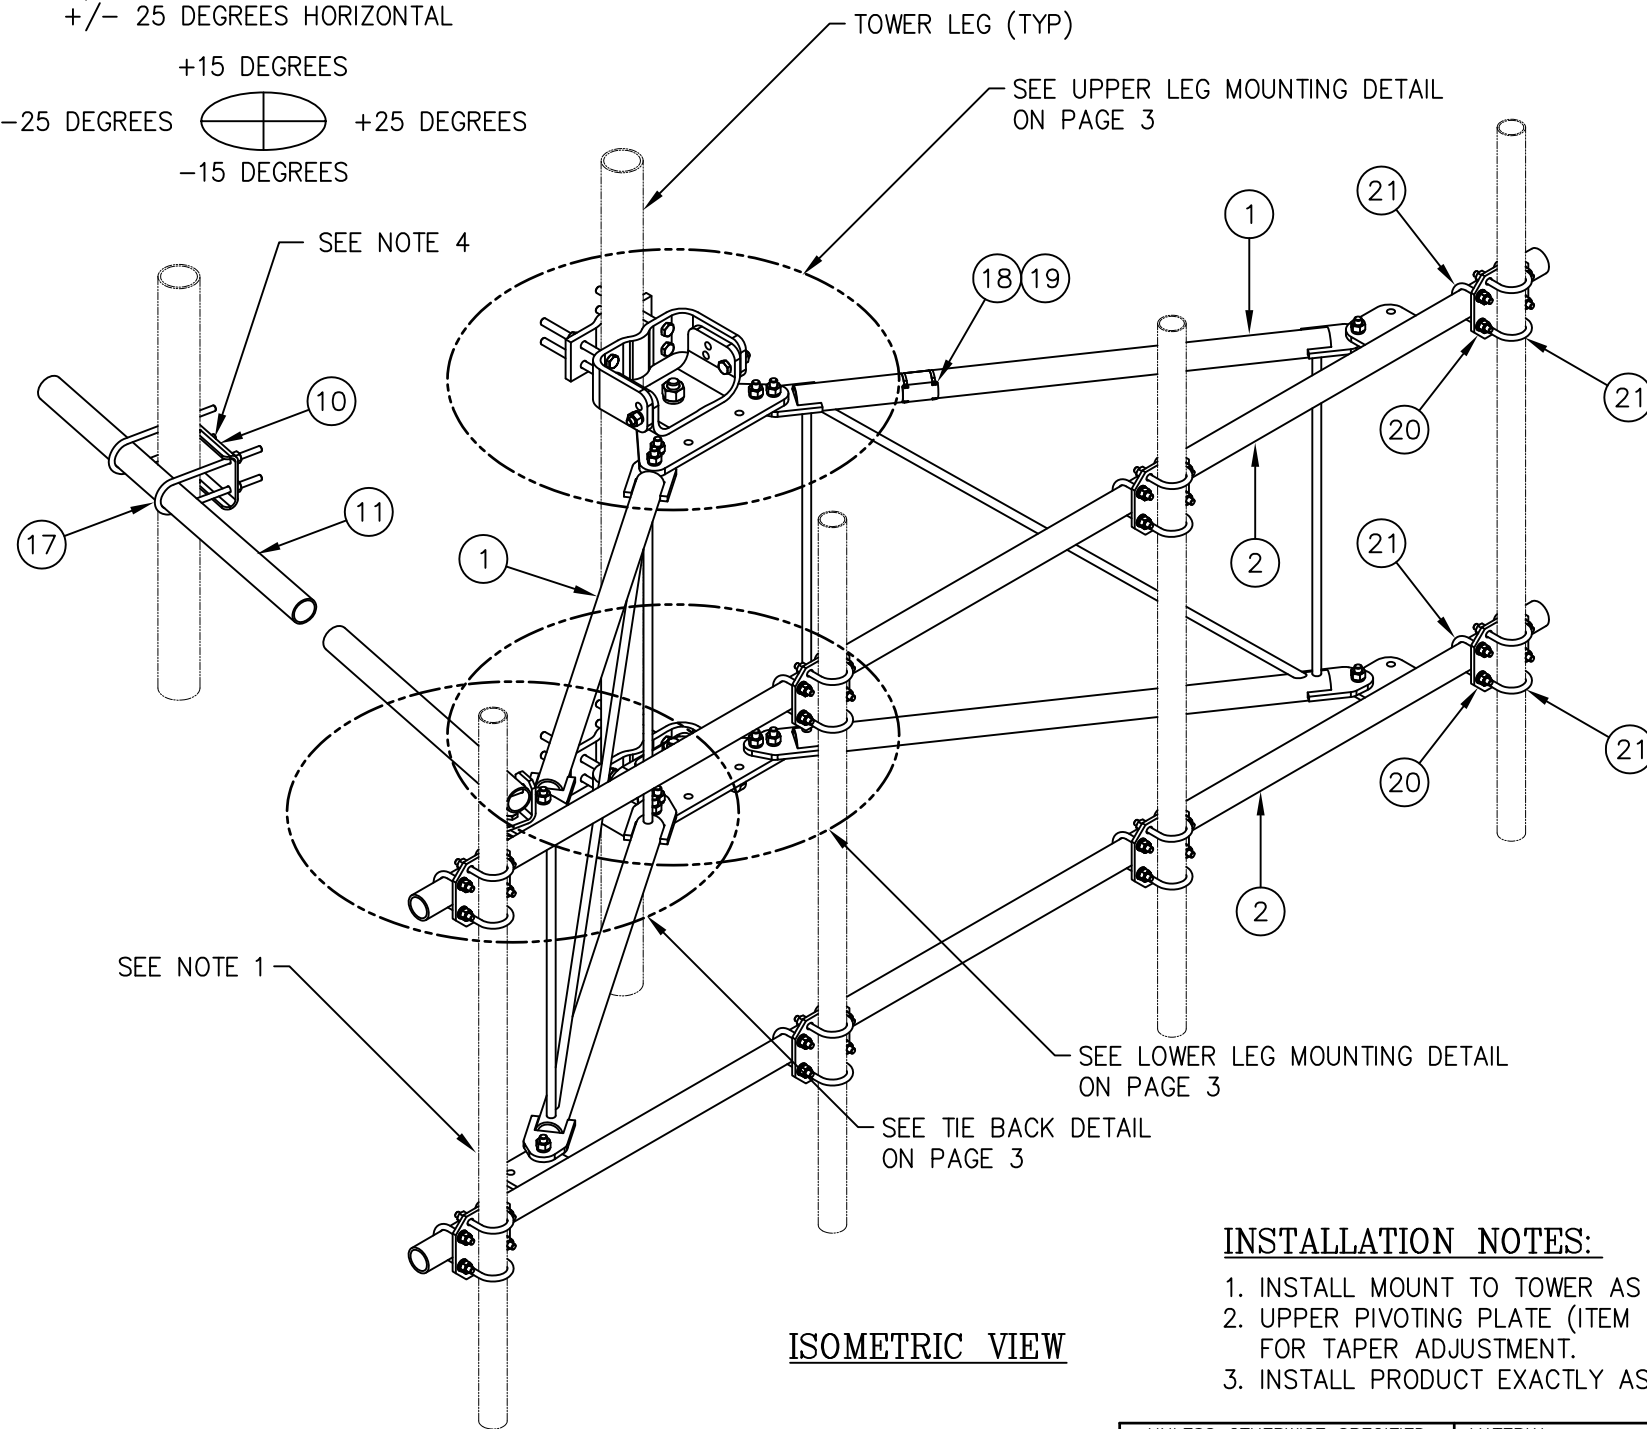 +/- 25 DEGREES HORIZONTAL
+15 DEGREES
-25 DEGREES
+25 DEGREES
-15 DEGREES
TOWER LEG (TYP)
SEE UPPER LEG MOUNTING DETAIL
ON PAGE 3
SEE NOTE 4
21
1
18
19
10
21
20
17
11
1
2
21
21
20
2
SEE NOTE 1
SEE LOWER LEG MOUNTING DETAIL
ON PAGE 3
SEE TIE BACK DETAIL
ON PAGE 3
ISOMETRIC VIEW
INSTALLATION NOTES:
1. INSTALL MOUNT TO TOWER AS
2. UPPER PIVOTING PLATE (ITEM
FOR TAPER ADJUSTMENT.
3. INSTALL PRODUCT EXACTLY AS